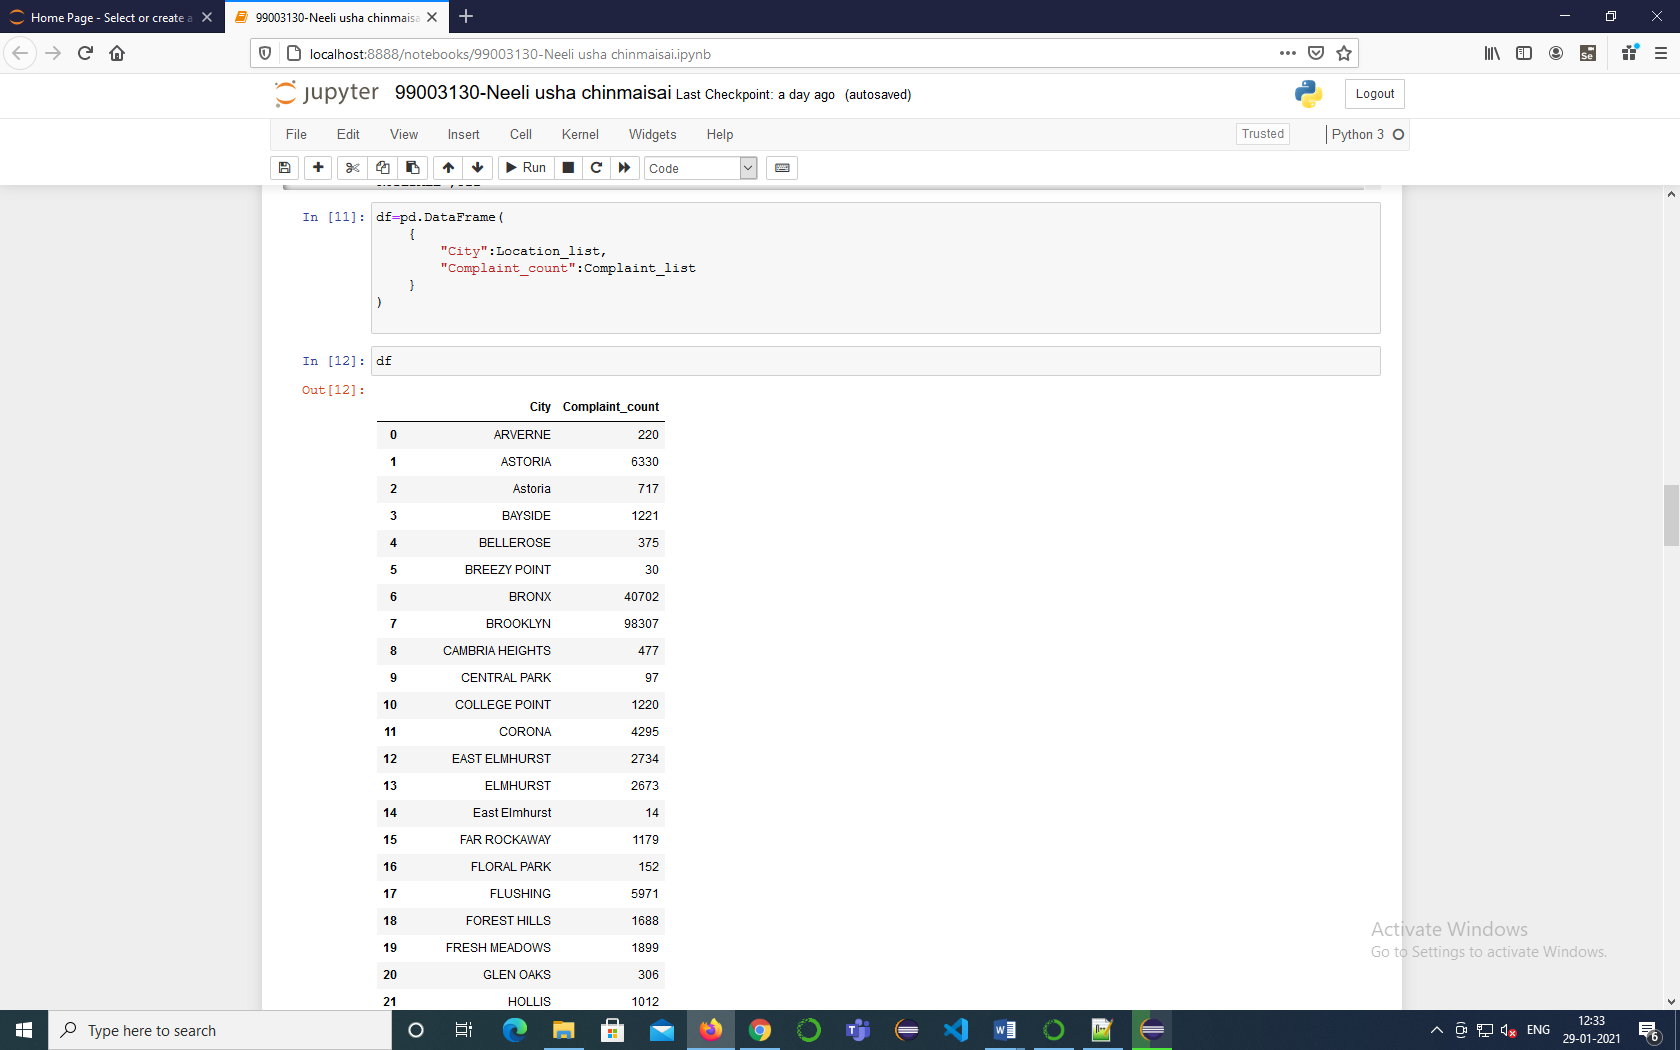 Home Page - Select or create a
99003130-Neeli usha chinmaisa
localhost:8888/notebooks/99003130-Neeli usha chinmaisai.ipynb
Se
jupyter 99003130-Neeli usha chinmaisai Last Checkpoint: a day ago (autosaved)
Logout
File Edit View Insert Cell Kernel Widgets Help
Trusted
Python 3
Run
Code
In [11]: df=pd.DataFrame(
{
"City":Location_list,
"Complaint_count":Complaint_list
}
)
In [12]: df
Out[12]:
City Complaint_count
0 ARVERNE 220
1 ASTORIA 6330
2 Astoria 717
3 BAYSIDE 1221
4 BELLEROSE 375
5 BREEZY POINT 30
6 BRONX 40702
7 BROOKLYN 98307
8 CAMBRIA HEIGHTS 477
9 CENTRAL PARK 97
10 COLLEGE POINT 1220
11 CORONA 4295
12 EAST ELMHURST 2734
13 ELMHURST 2673
14 East Elmhurst 14
15 FAR ROCKAWAY 1179
16 FLORAL PARK 152
17 FLUSHING 5971
18 FOREST HILLS 1688
19 FRESH MEADOWS 1899
20 GLEN OAKS 306
21 HOLLIS 1012
Activate Windows
Go to Settings to activate Windows.
Type here to search
ENG
12:33
29-01-2021
6